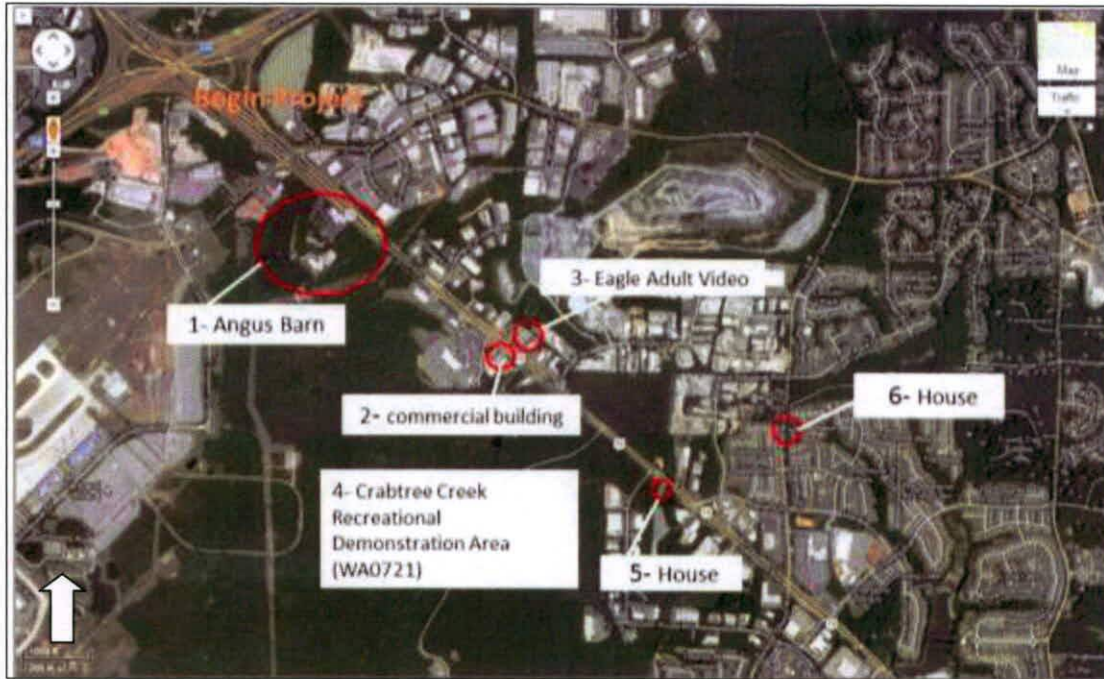 Begin Project
Map
Traffic
3- Eagle Adult Video
1- Angus Barn
6- House
2- commercial building
4- Crabtree Creek
Recreational
Demonstration Area
(WA0721)
5- House